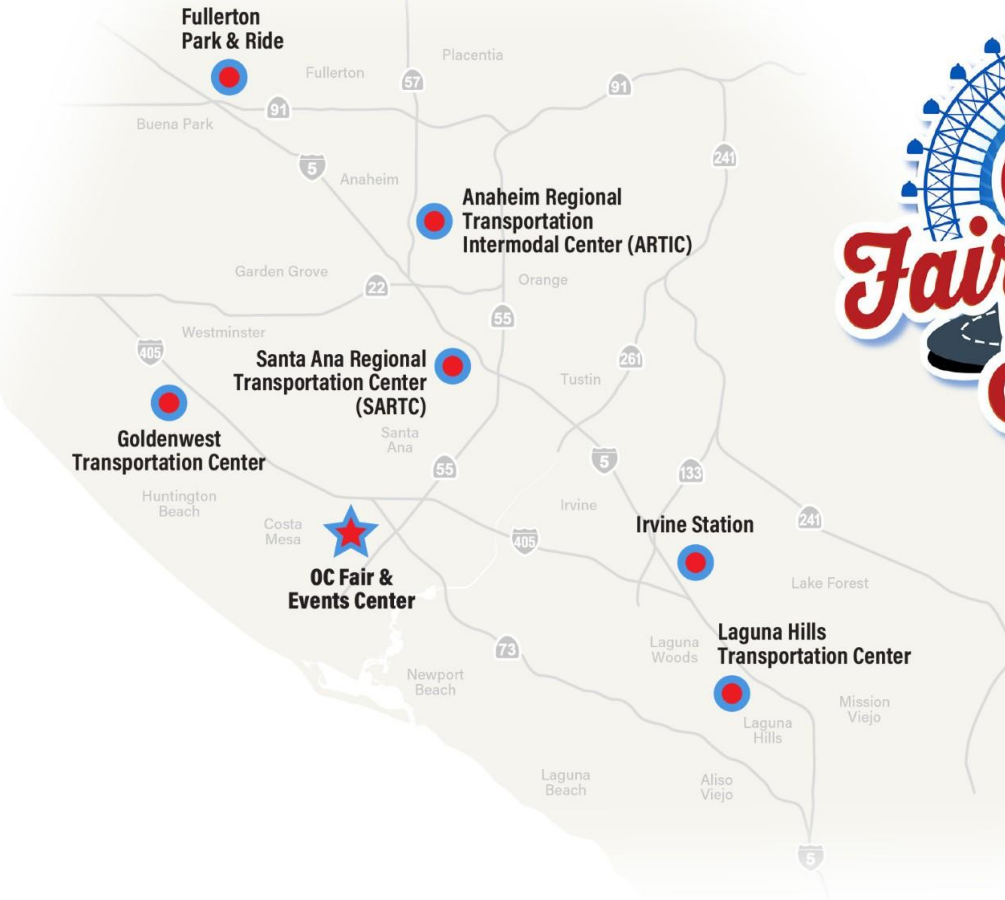 Fullerton
Park & Ride
Placentia
Fullerton
57
91
91
Buena Park
241
5
Anaheim
Anaheim Regional
Transportation
Intermodal Center (ARTIC)
Fair
Garden Grove
22
Orange
55
Westminster
405
Santa Ana Regional
Transportation Center
(SARTC)
261
Tustin
Goldenwest
Transportation Center
Santa
Ana
55
5
133
Huntington
Beach
Costa
Mesa
Irvine
405
Irvine Station
241
OC Fair &
Events Center
Lake Forest
Laguna Hills
Transportation Center
Laguna
Woods
73
Newport
Beach
Mission
Viejo
Laguna
Hills
Laguna
Beach
Aliso
Viejo
5